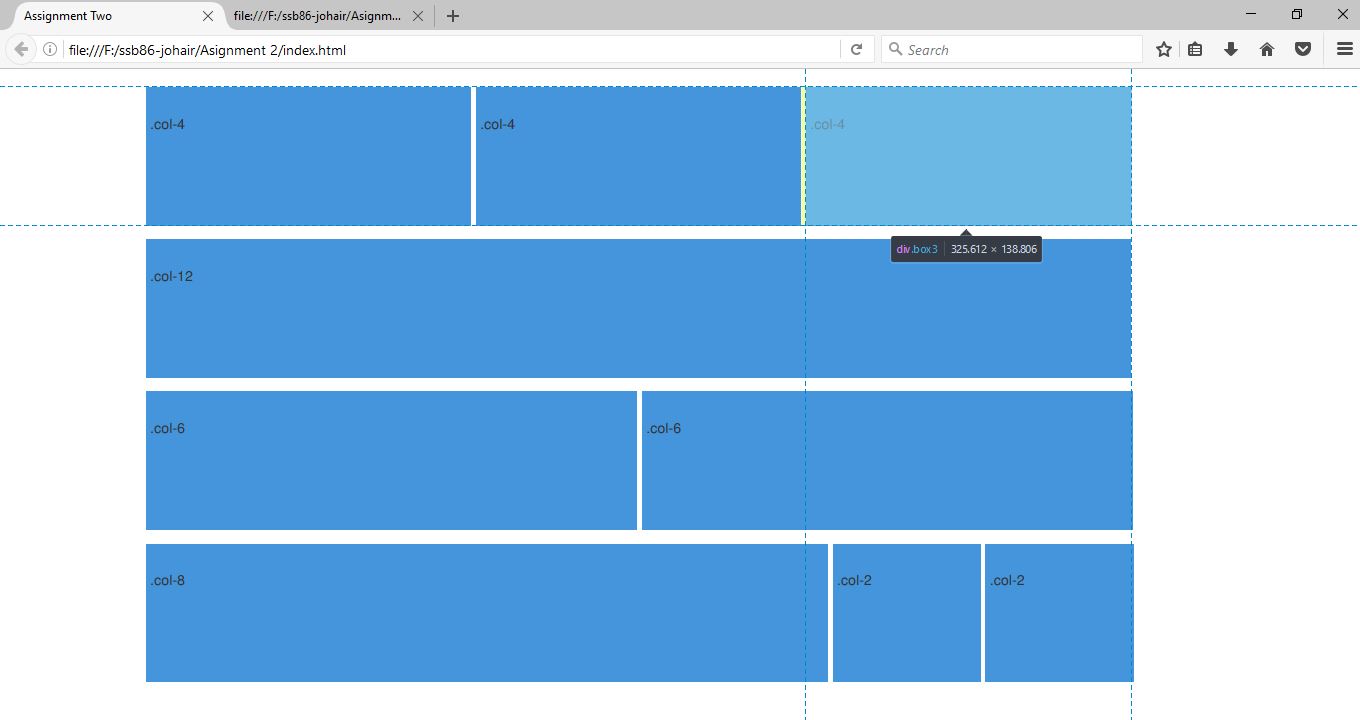 Assignment Two
file:///F:/ssb86-johair/Asignm...
file:///F:/ssb86-johair/Asignment 2/index.html
Search
.col-4
.col-4
.col-4
div.box3 325.612 × 138.806
.col-12
.col-6
.col-6
.col-8
.col-2
.col-2